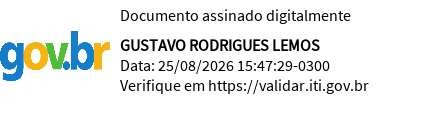 Documento assinado digitalmente
gov.br
GUSTAVO RODRIGUES LEMOS
Data: 25/08/2026 15:47:29-0300
Verifique em https://validar.iti.gov.br